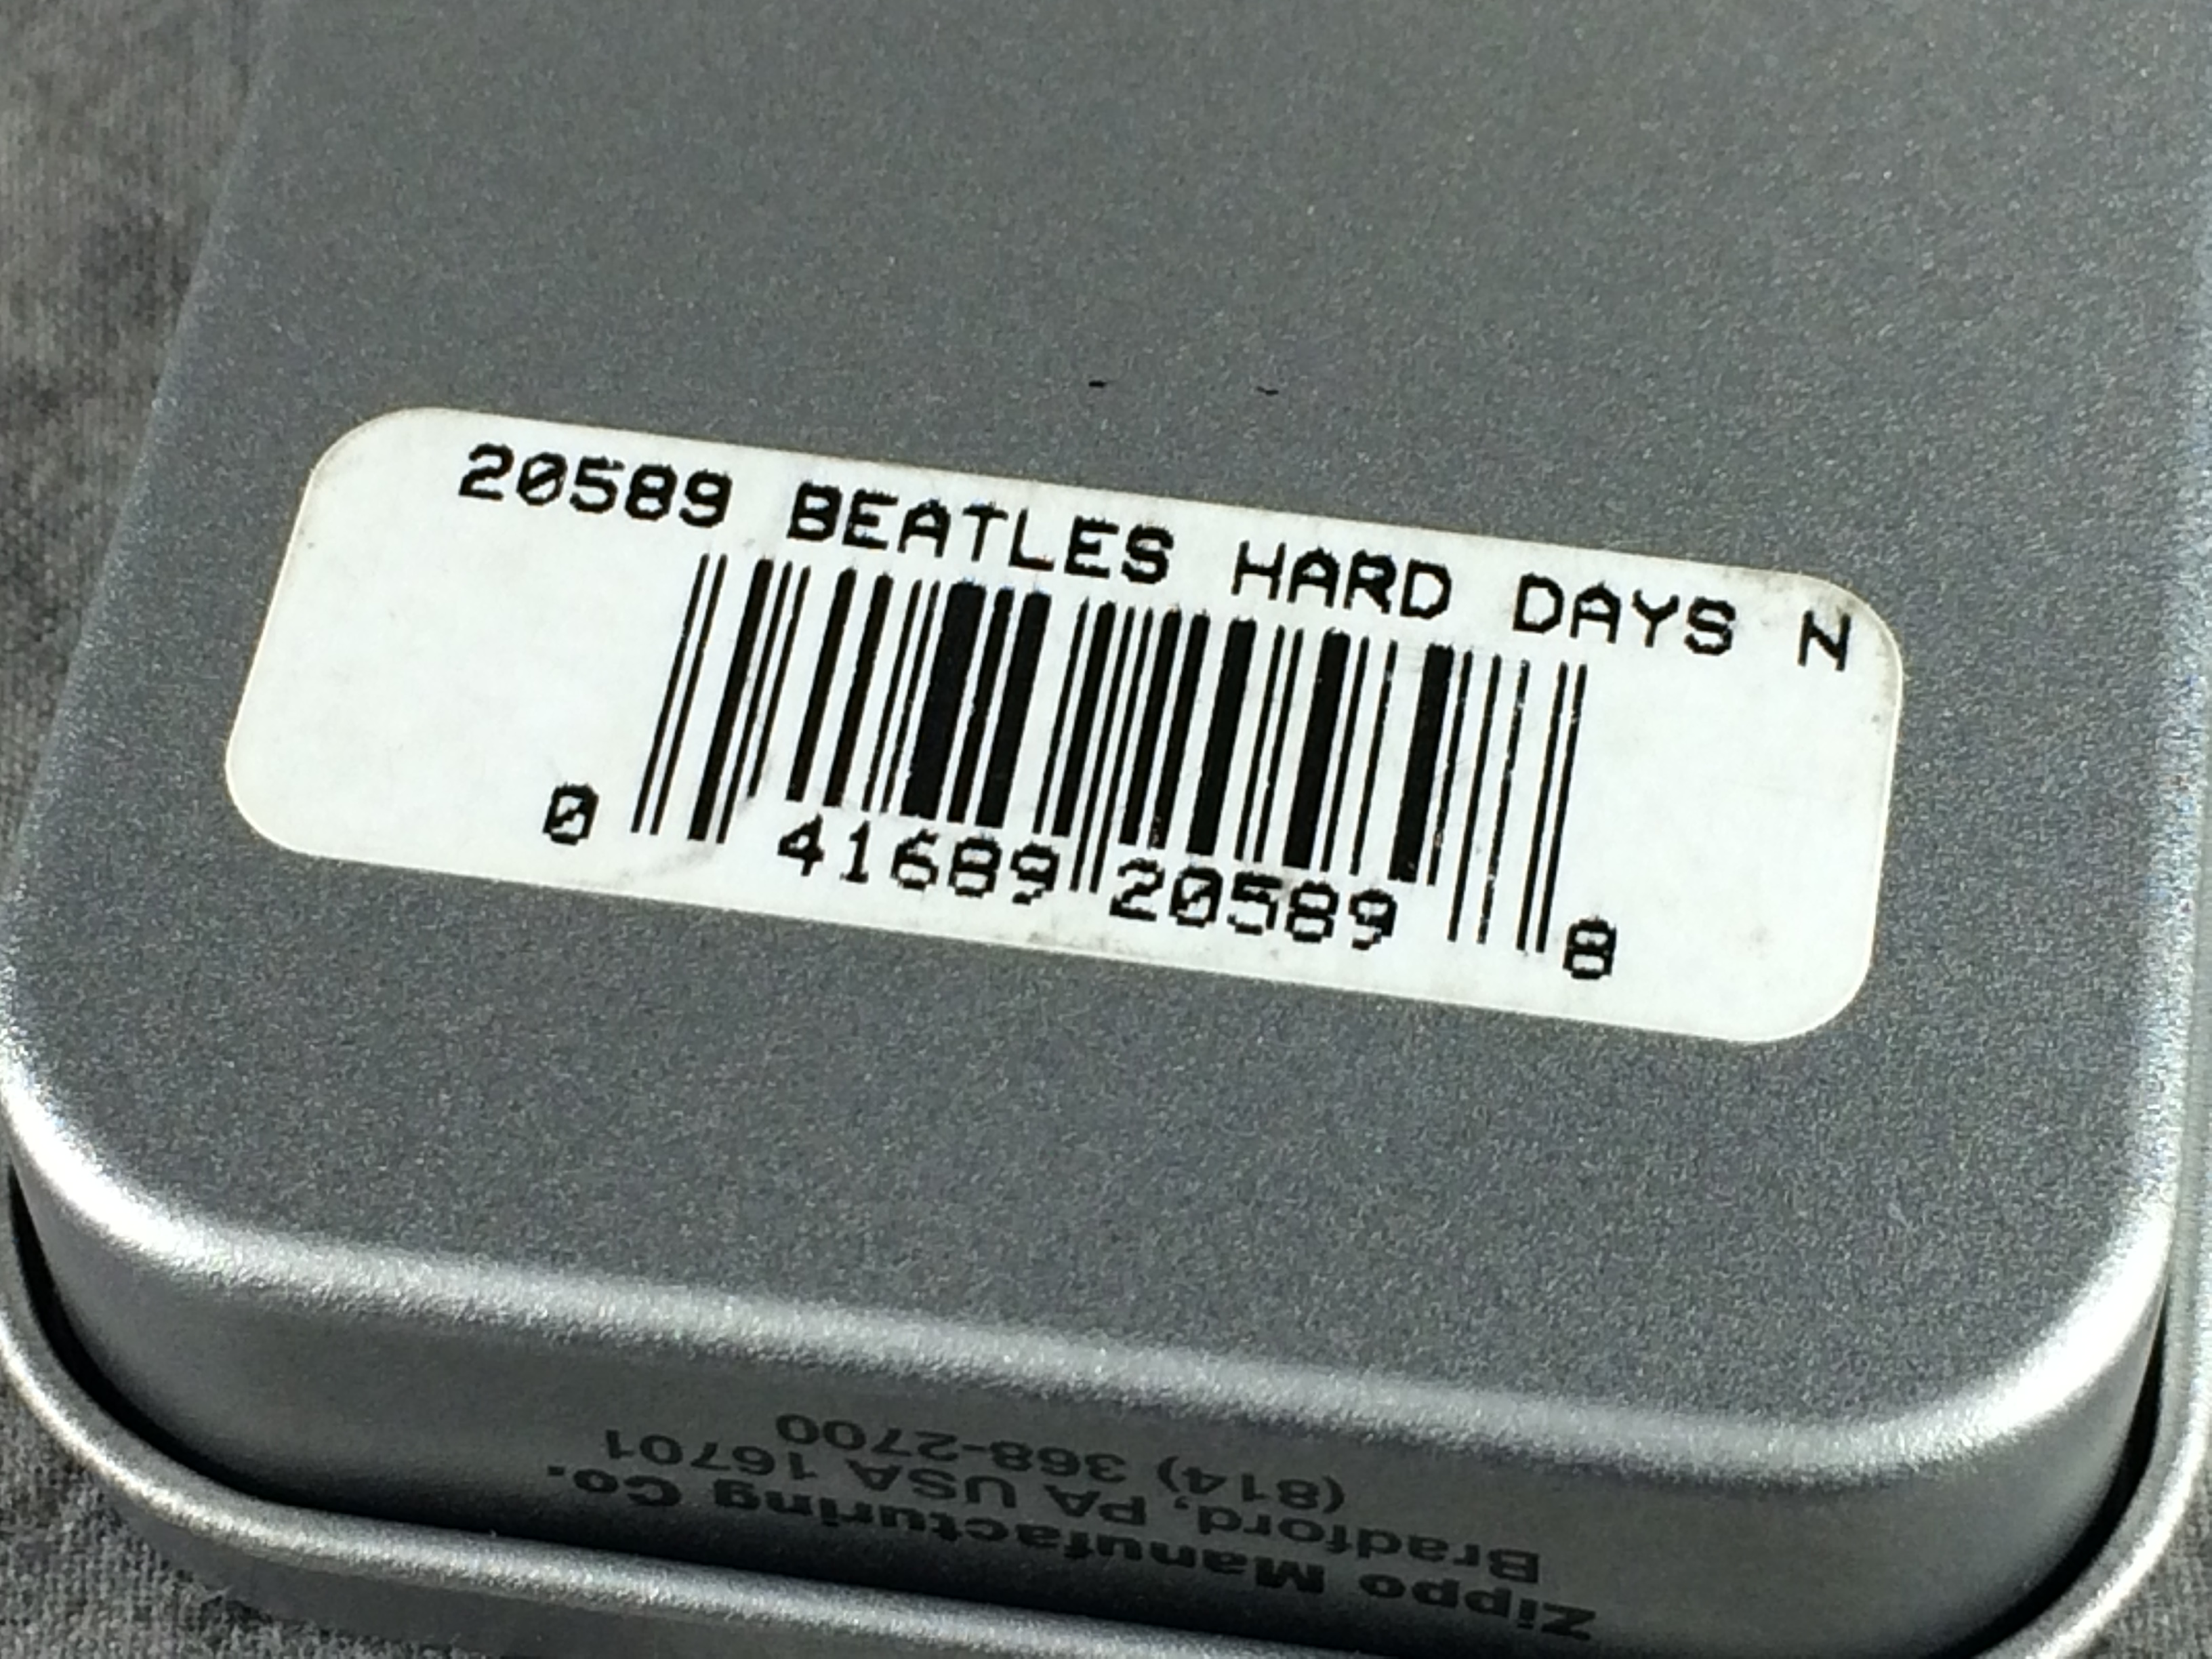 20589 BEATLES HARD DAYS N
0 41689 20589 8
Zippo Manufacturing Co.
Bradford, PA USA 16701
(814) 368-2700